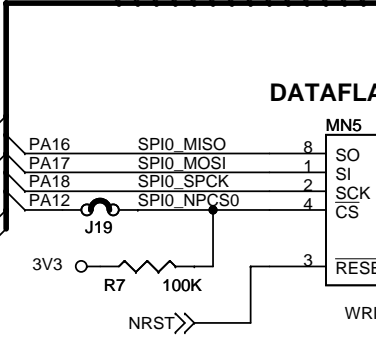 DATAFLA
MN5
PA16 SPI0_MISO 8 SO
PA17 SPI0_MOSI 1 SI
PA18 SPI0_SPCK 2 SCK
PA12 SPI0_NPCS0 4 CS
J19
3V3 3 RESE
R7 100K
WRI
NRST